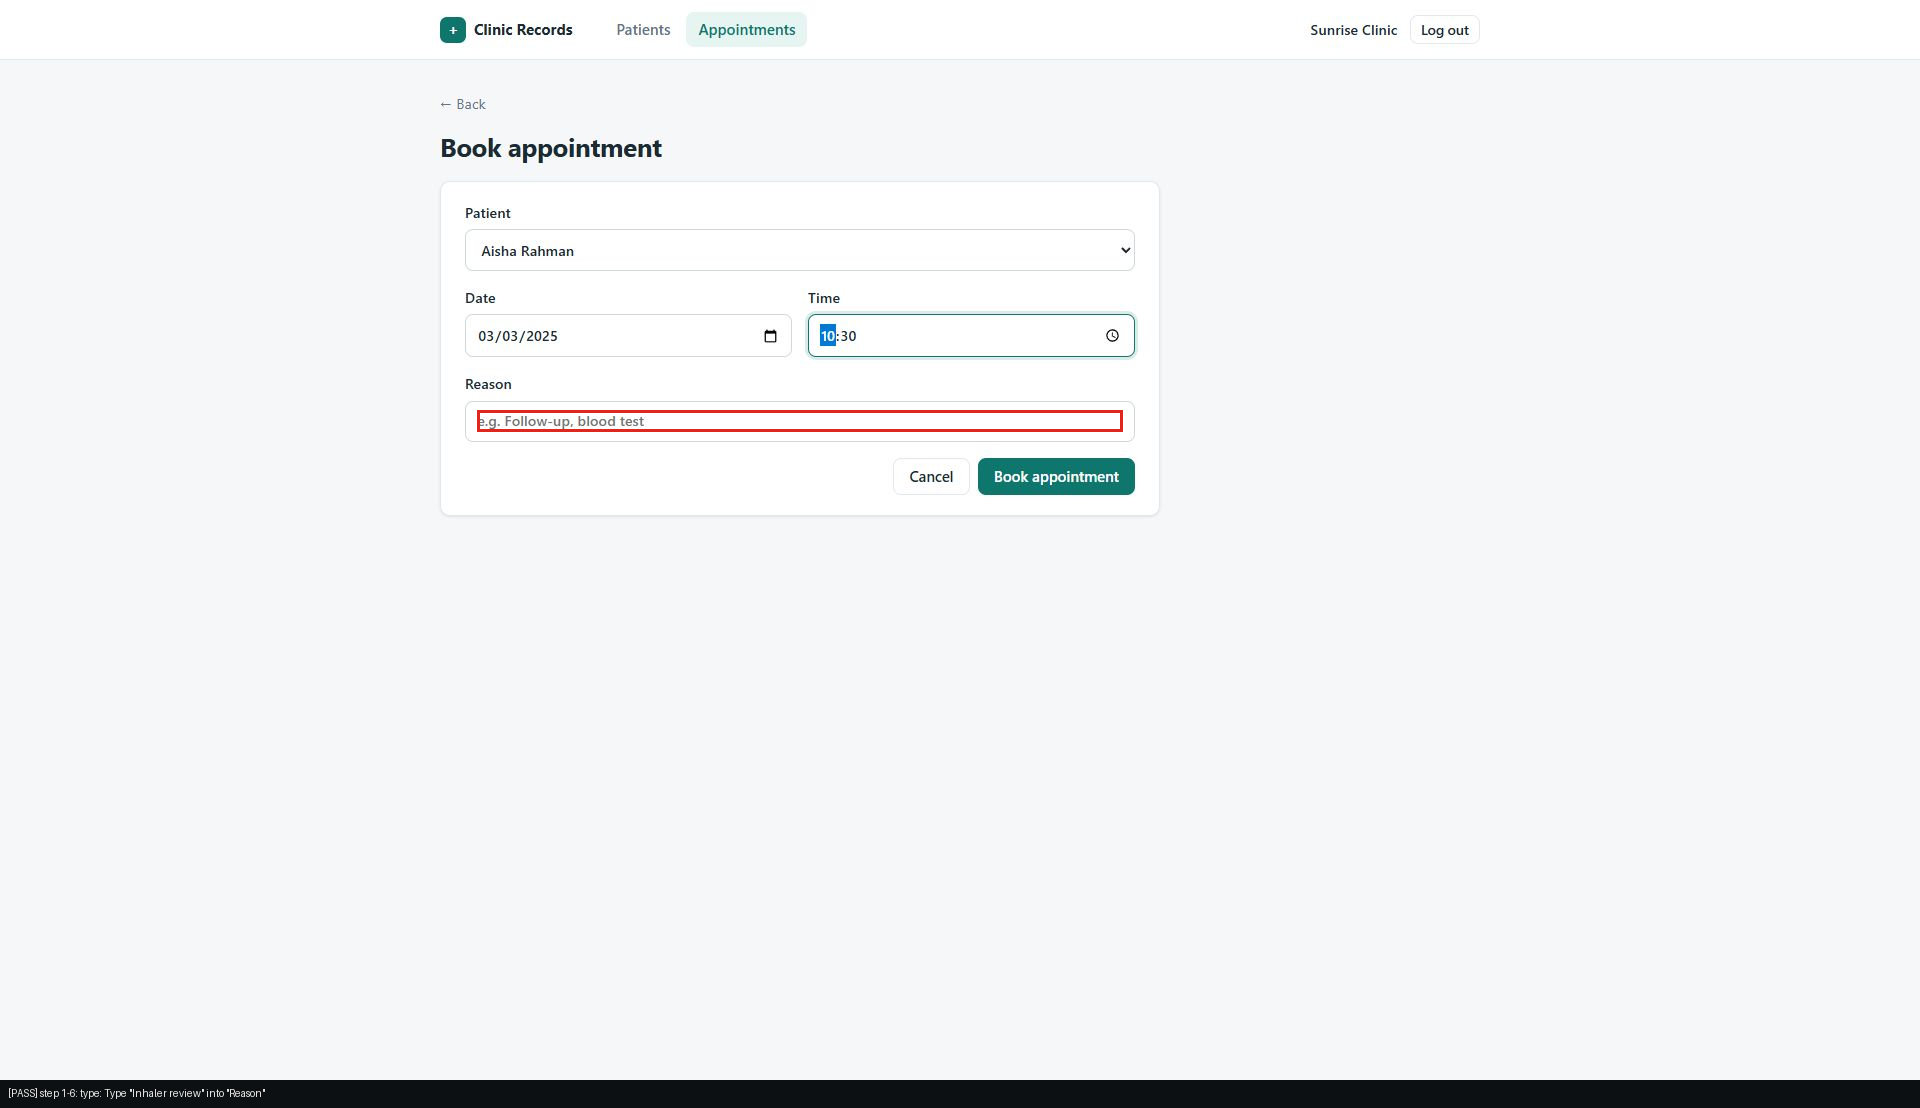 + Clinic Records Patients Appointments Sunrise Clinic Log out
← Back
Book appointment
Patient
Aisha Rahman
Date Time
03/03/2025 10:30
Reason
e.g. Follow-up, blood test
Cancel Book appointment
[PASS] step 1-6: type: Type "Inhaler review" into "Reason"